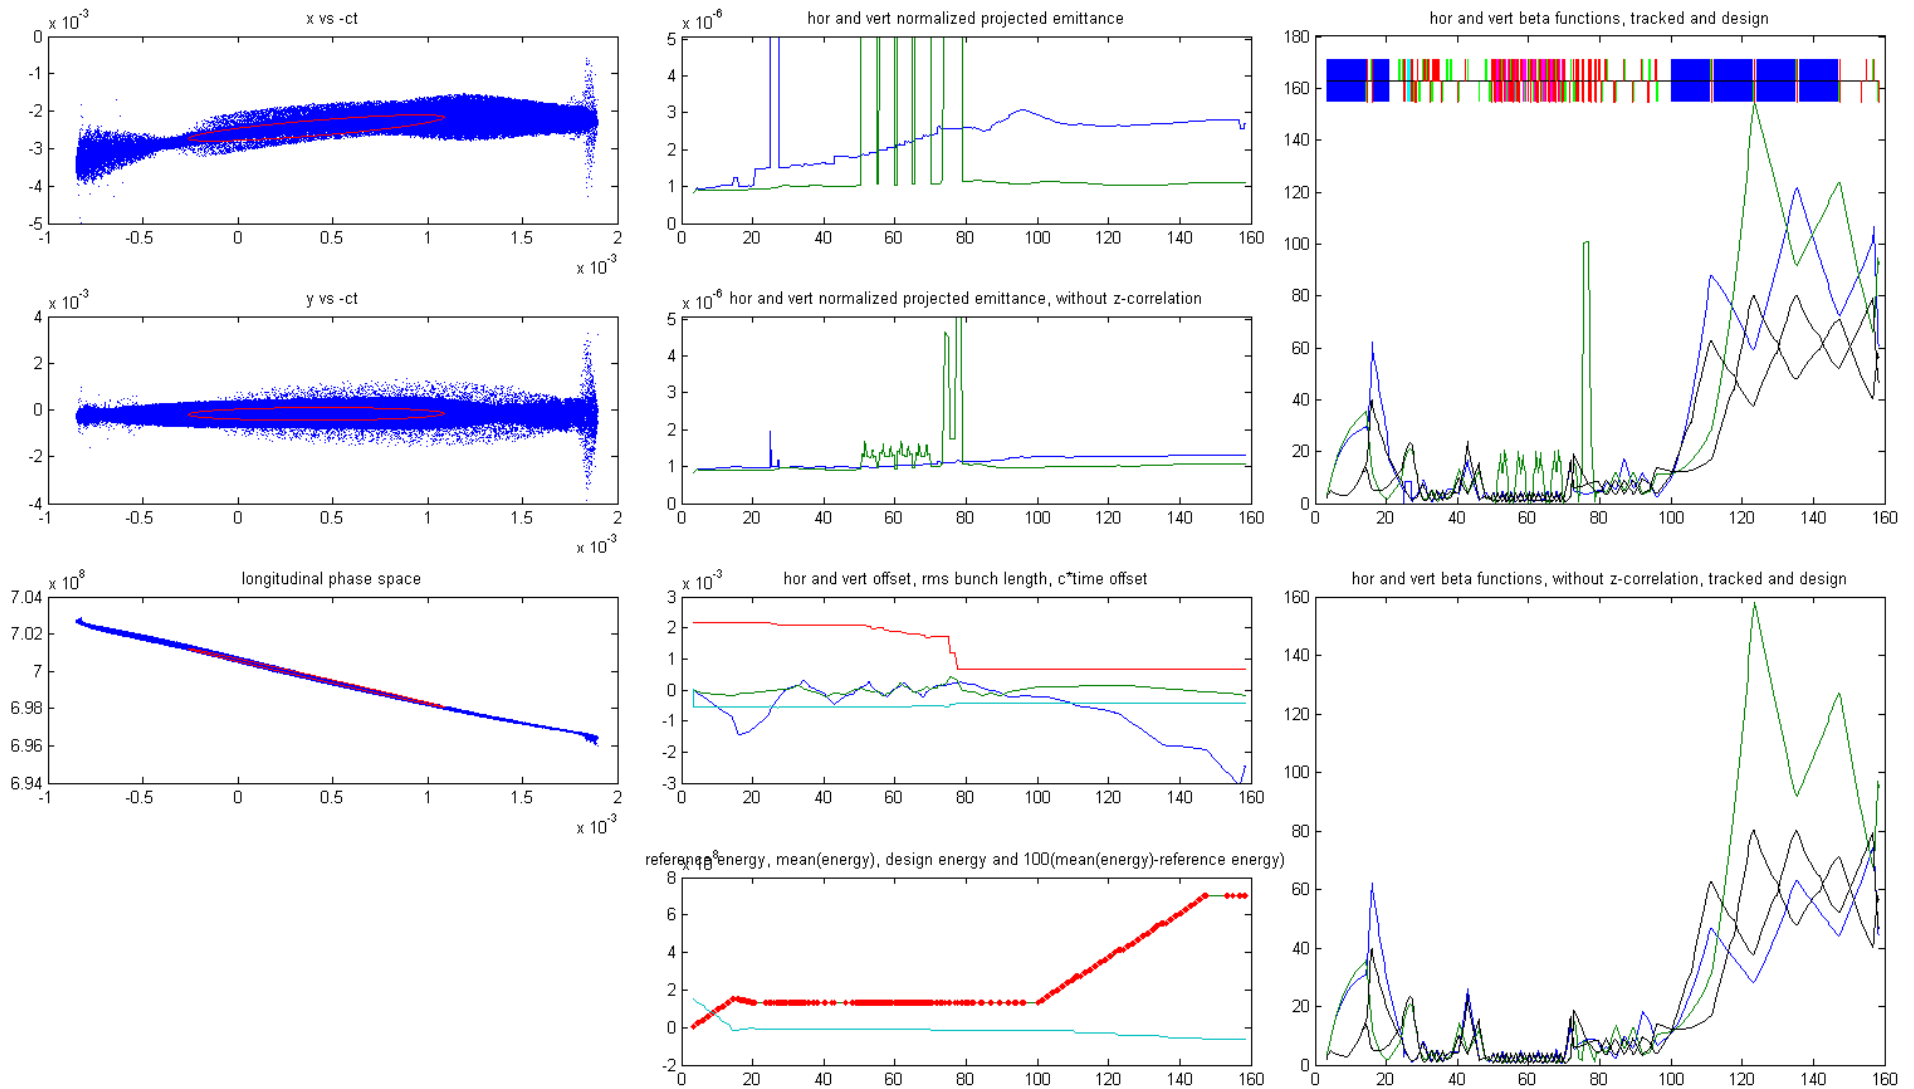 x vs -ct
x 10^-3
0
-1
-2
-3
-4
-5
-1 -0.5 0 0.5 1 1.5 2
x 10^-3
y vs -ct
x 10^-3
4
2
0
-2
-4
-1 -0.5 0 0.5 1 1.5 2
x 10^-3
longitudinal phase space
x 10^8
7.04
7.02
7
6.98
6.96
6.94
-1 -0.5 0 0.5 1 1.5 2
x 10^-3
hor and vert normalized projected emittance
x 10^-6
5
4
3
2
1
0
0 20 40 60 80 100 120 140 160
hor and vert normalized projected emittance, without z-correlation
x 10^-6
5
4
3
2
1
0
0 20 40 60 80 100 120 140 160
hor and vert offset, rms bunch length, c*time offset
x 10^-3
3
2
1
0
-1
-2
-3
0 20 40 60 80 100 120 140 160
reference energy, mean(energy), design energy and 100(mean(energy)-reference energy)
x 10^8
8
6
4
2
0
-2
0 20 40 60 80 100 120 140 160
hor and vert beta functions, tracked and design
180
160
140
120
100
80
60
40
20
0
0 20 40 60 80 100 120 140 160
hor and vert beta functions, without z-correlation, tracked and design
160
140
120
100
80
60
40
20
0
0 20 40 60 80 100 120 140 160